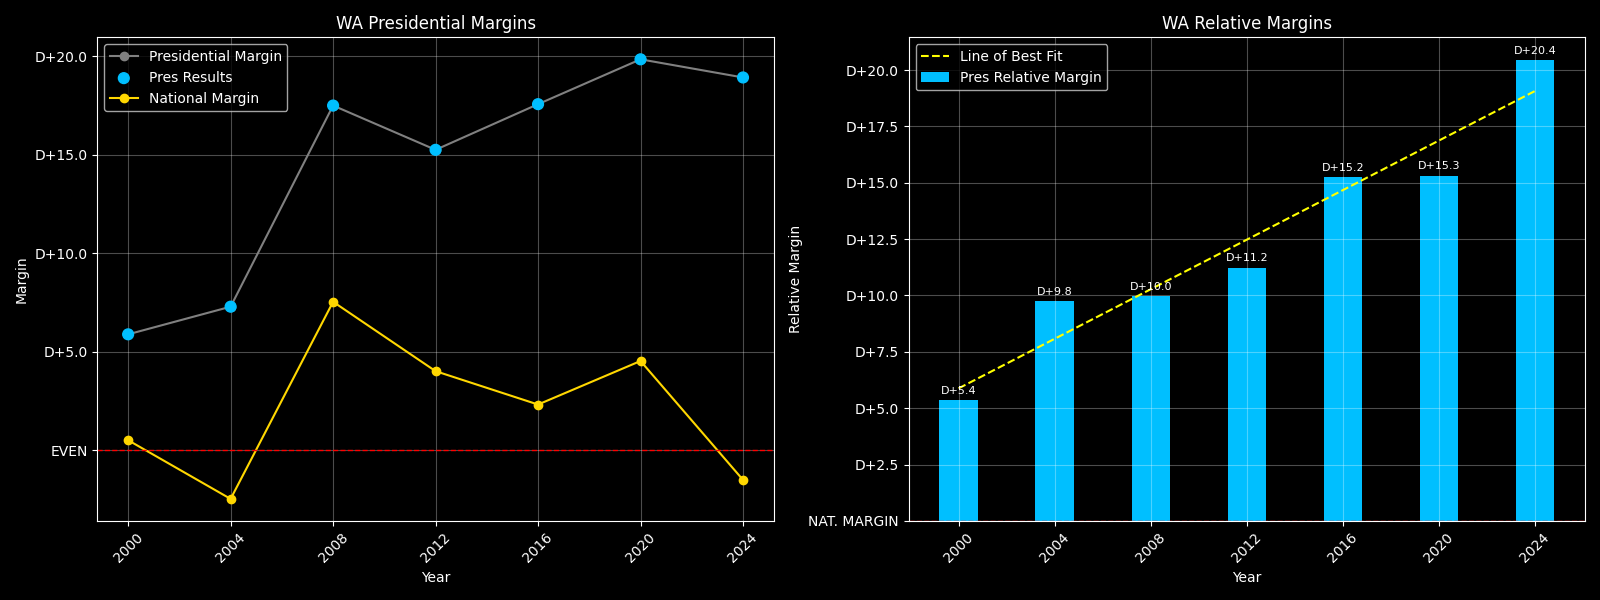 WA Presidential Margins
Presidential Margin
Pres Results
National Margin
D+20.0
D+15.0
D+10.0
D+5.0
EVEN
Margin
2000
2004
2008
2012
2016
2020
2024
Year
WA Relative Margins
Line of Best Fit
Pres Relative Margin
D+20.0
D+17.5
D+15.0
D+12.5
D+10.0
D+7.5
D+5.0
D+2.5
NAT. MARGIN
Relative Margin
D+5.4
D+9.8
D+10.0
D+11.2
D+15.2
D+15.3
D+20.4
2000
2004
2008
2012
2016
2020
2024
Year